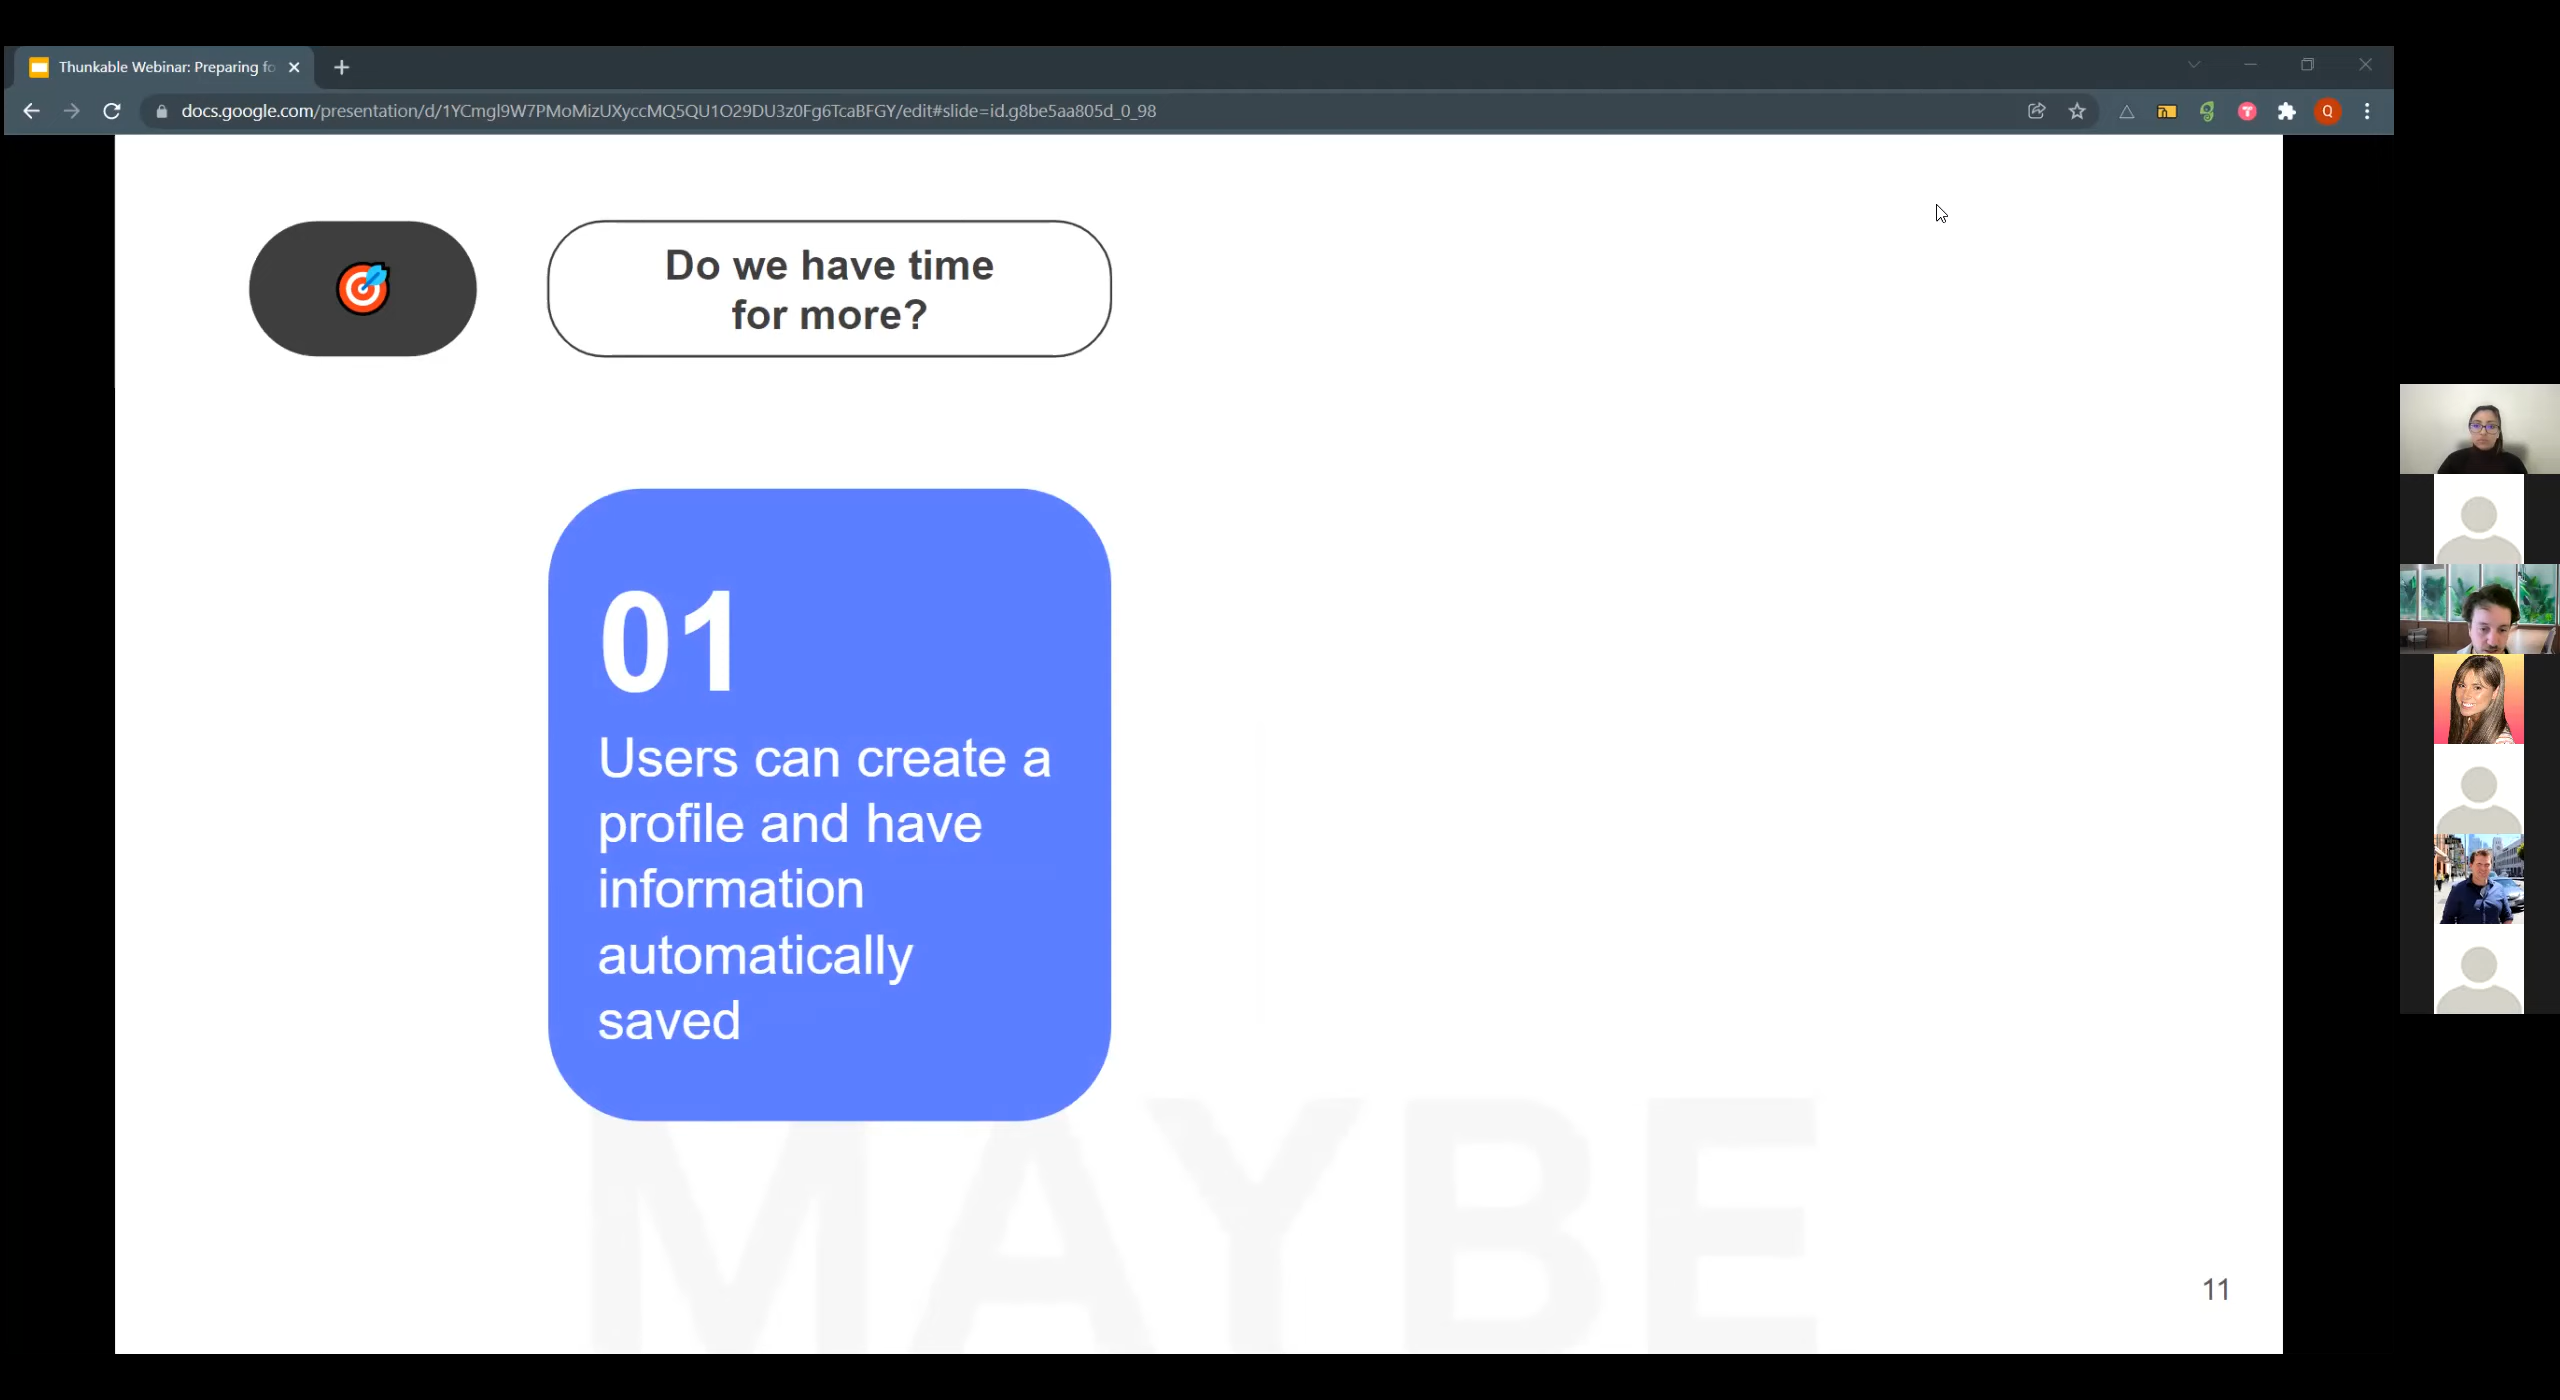 Thunkable Webinar: Preparing fo
docs.google.com/presentation/d/1YCmgl9W7PMoMizUXyccMQ5QU1O29DU3z0Fg6TcaBFGY/edit#slide=id.g8be5aa805d_0_98
Q
Do we have time
for more?
01
Users can create a
profile and have
information
automatically
saved
MAYBE
11